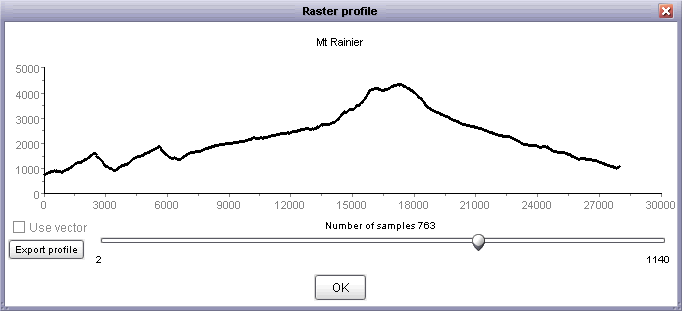 Raster profile
Mt Rainier
5000
4000
3000
2000
1000
0
0 3000 6000 9000 12000 15000 18000 21000 24000 27000 30000
Use vector
Number of samples 763
Export profile
2 1140
OK